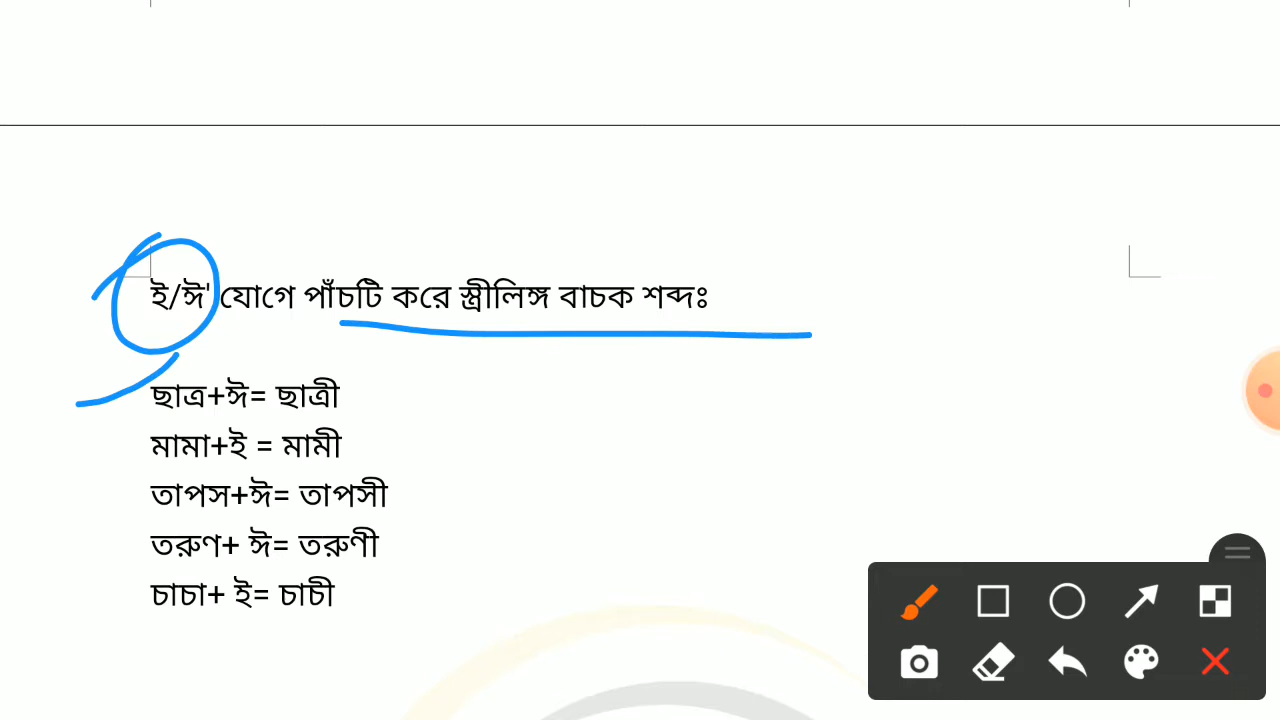 ই/ঈ' যোগে পাঁচটি করে স্ত্রীলিঙ্গ বাচক শব্দঃ
ছাত্র+ঈ= ছাত্রী
মামা+ই = মামী
তাপস+ঈ= তাপসী
তরুণ+ ঈ= তরুণী
চাচা+ ই= চাচী